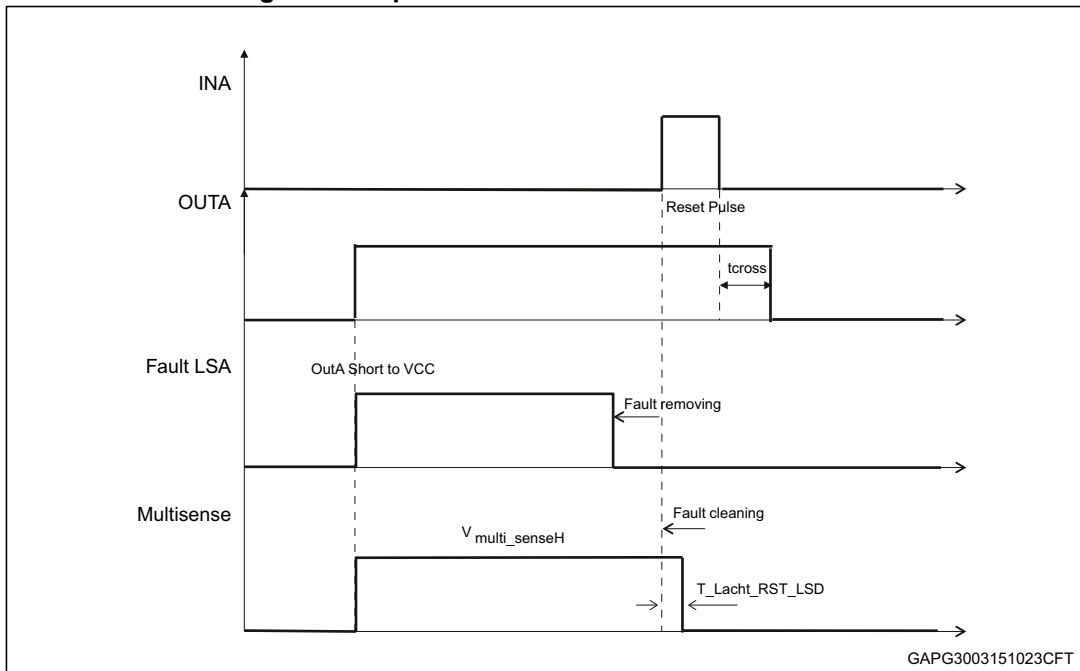 INA
Reset Pulse
OUTA
tcross
Fault LSA
OutA Short to VCC
Fault removing
Multisense
Fault cleaning
V multi_senseH
T_Lacht_RST_LSD
GAPG3003151023CFT